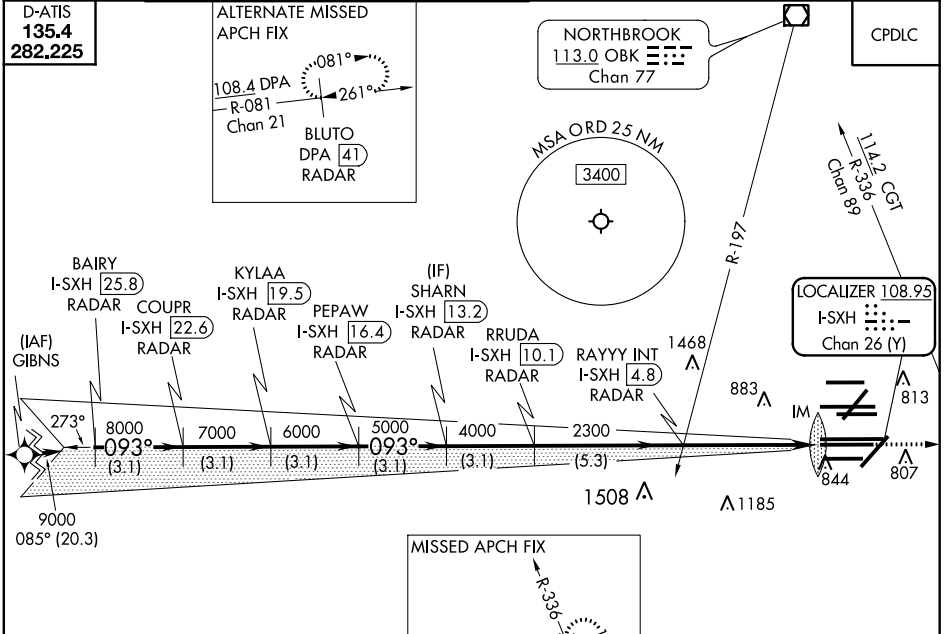 D-ATIS
135.4
282.225
ALTERNATE MISSED
APCH FIX
081°
108.4 DPA
R-081
Chan 21
261°
BLUTO
DPA 41
RADAR
NORTHBROOK
113.0 OBK
Chan 77
CPDLC
MSA ORD 25 NM
3400
114.2 CGT
R-336
Chan 89
R-197
LOCALIZER 108.95
I-SXH
Chan 26 (Y)
(IAF)
GIBNS
BAIRY
I-SXH 25.8
RADAR
COUPR
I-SXH 22.6
RADAR
KYLAA
I-SXH 19.5
RADAR
PEPAW
I-SXH 16.4
RADAR
(IF)
SHARN
I-SXH 13.2
RADAR
RRUDA
I-SXH 10.1
RADAR
RAYYY INT
I-SXH 4.8
RADAR
1468
883
IM
813
273°
8000
7000
6000
5000
4000
2300
093°
093°
(3.1)
(3.1)
(3.1)
(3.1)
(3.1)
(5.3)
844
807
1508
1185
9000
085° (20.3)
MISSED APCH FIX
R-336